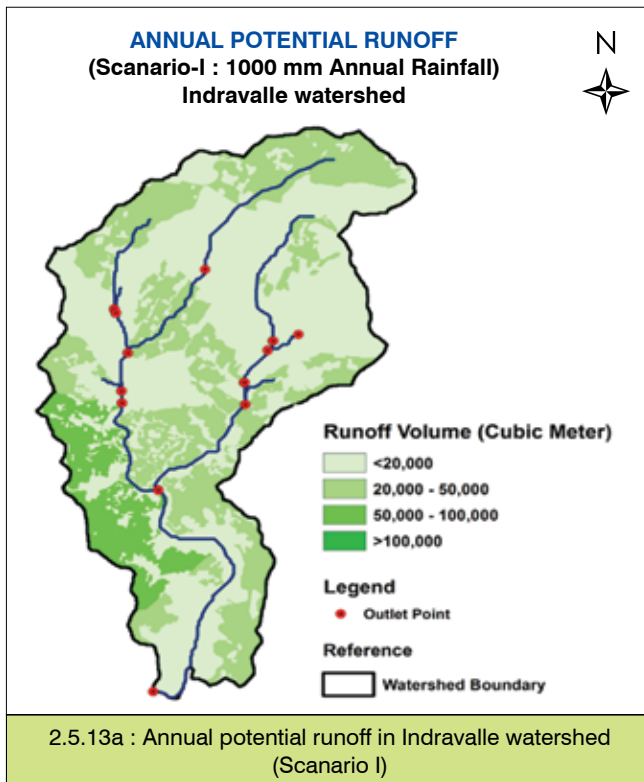 ANNUAL POTENTIAL RUNOFF
(Scanario-I : 1000 mm Annual Rainfall)
Indravalle watershed
N
Runoff Volume (Cubic Meter)
<20,000
20,000 - 50,000
50,000 - 100,000
>100,000
Legend
Outlet Point
Reference
Watershed Boundary
2.5.13a : Annual potential runoff in Indravalle watershed
(Scanario I)